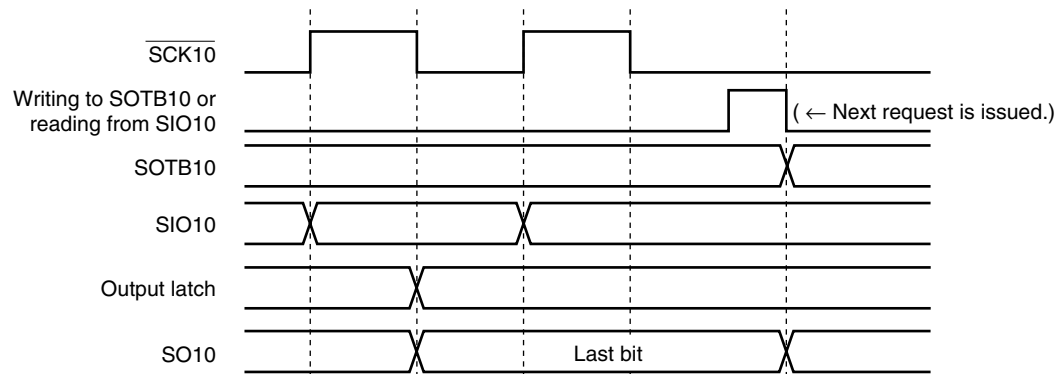 SCK10
Writing to SOTB10 or
reading from SIO10
( ← Next request is issued.)
SOTB10
SIO10
Output latch
SO10
Last bit